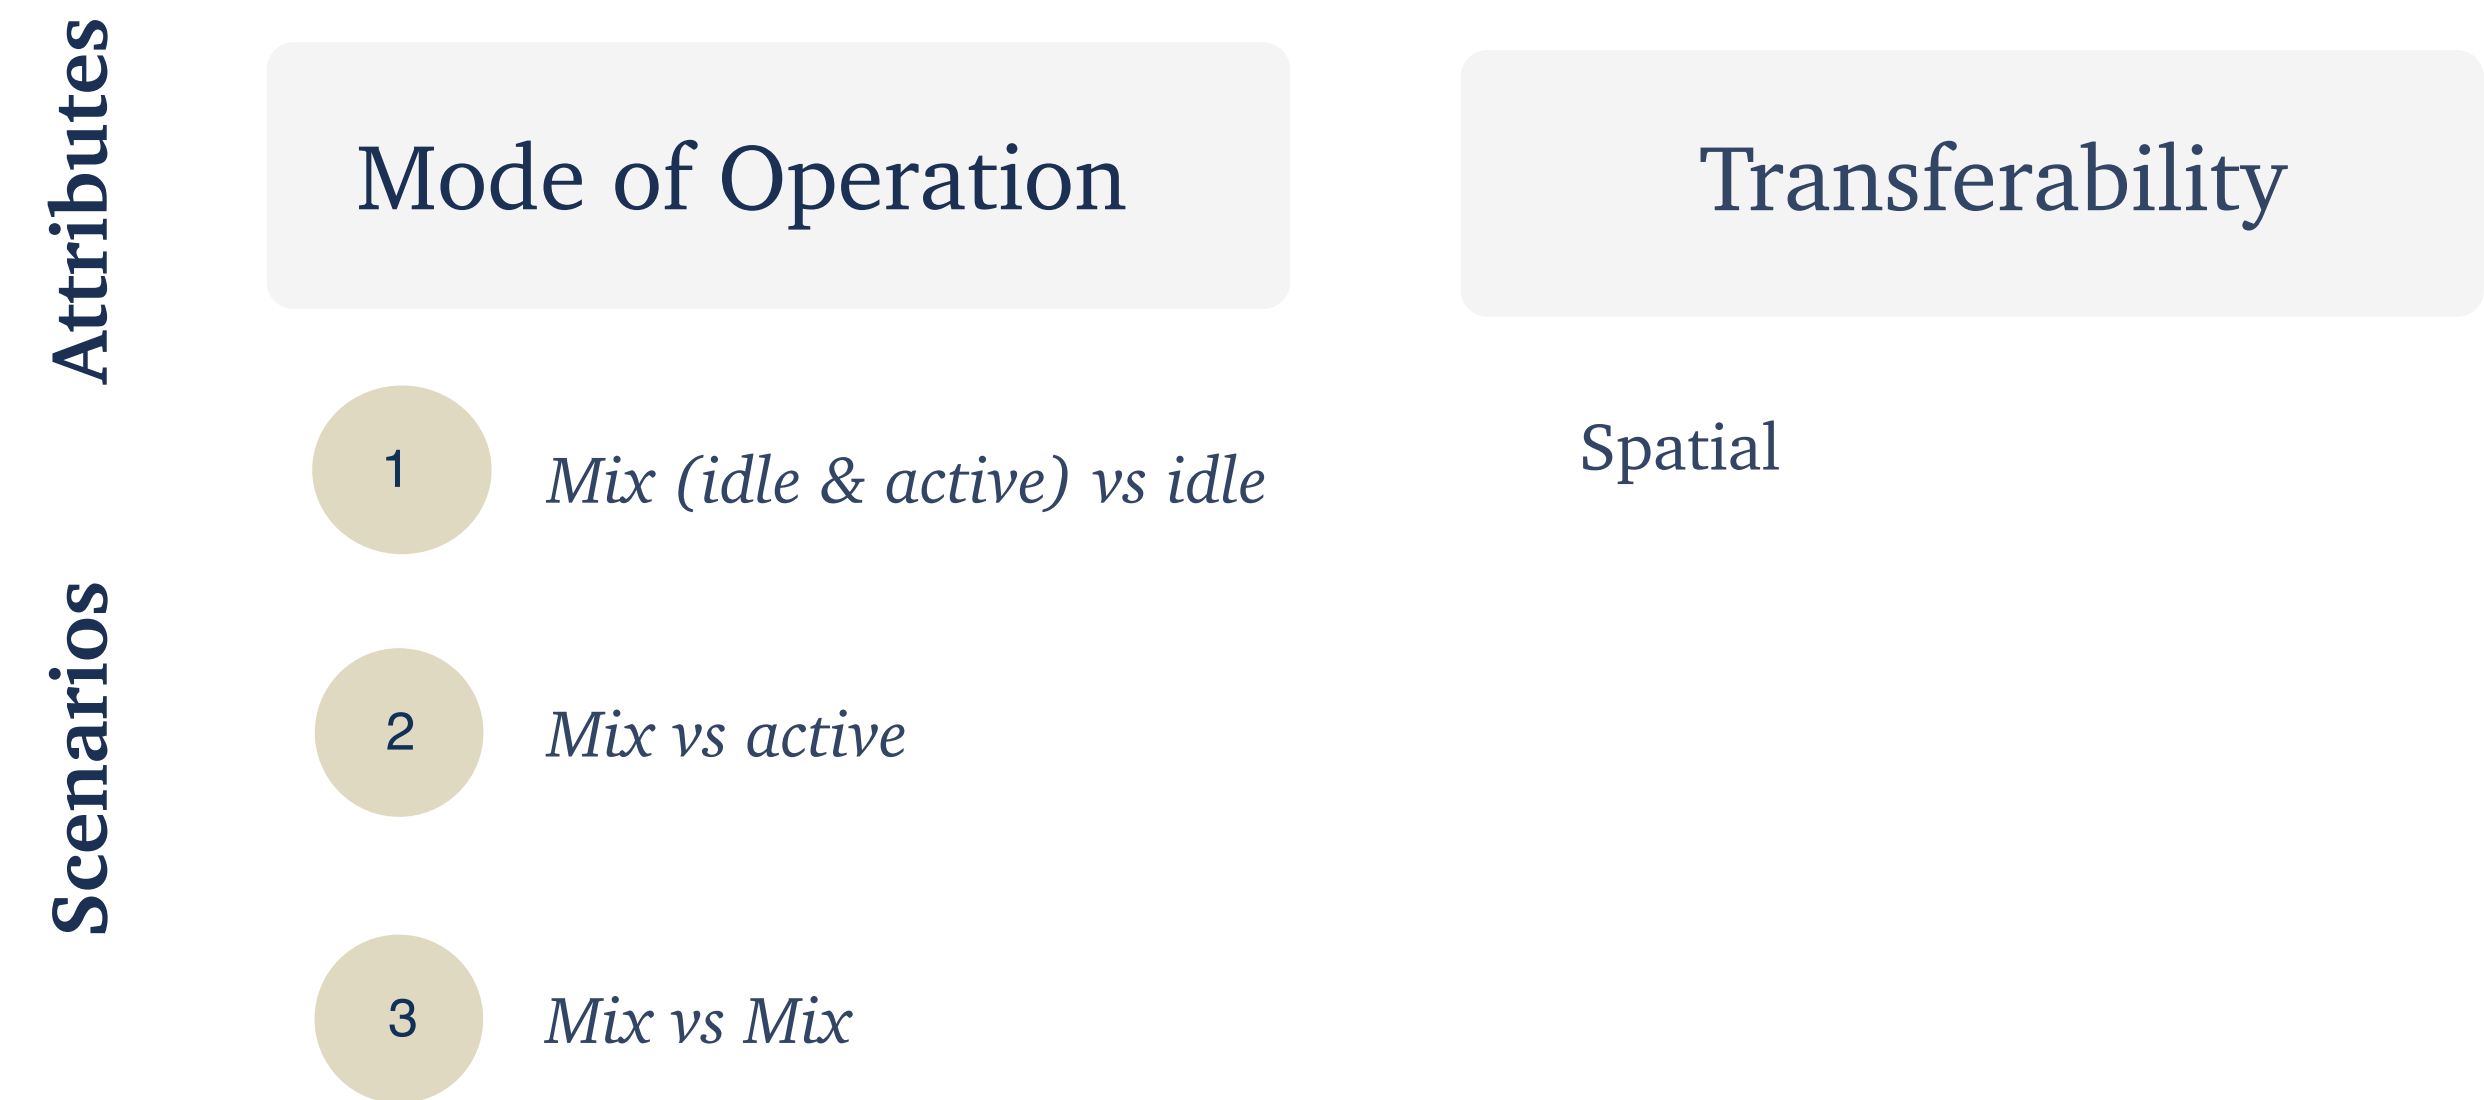 Attributes
Mode of Operation
Transferability
1
Mix (idle & active) vs idle
Spatial
Scenarios
2
Mix vs active
3
Mix vs Mix